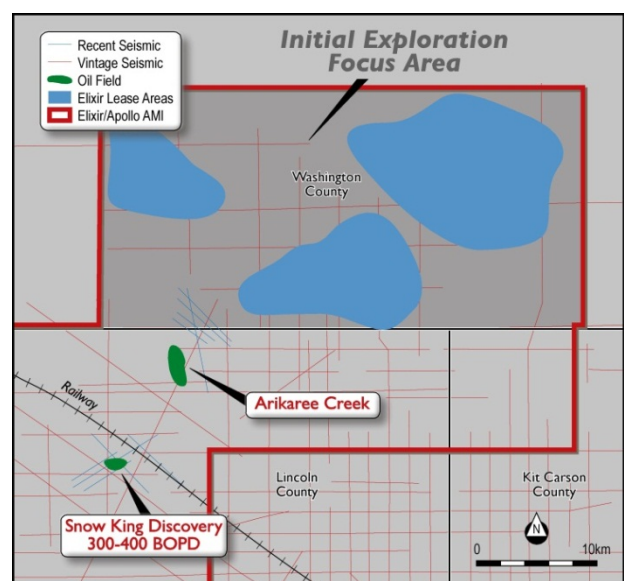 Recent Seismic
Vintage Seismic
Oil Field
Elixir Lease Areas
Elixir/Apollo AMI
Initial Exploration
Focus Area
Washington
County
Arikaree Creek
Railway
Lincoln
County
Kit Carson
County
Snow King Discovery
300-400 BOPD
N
0 10km